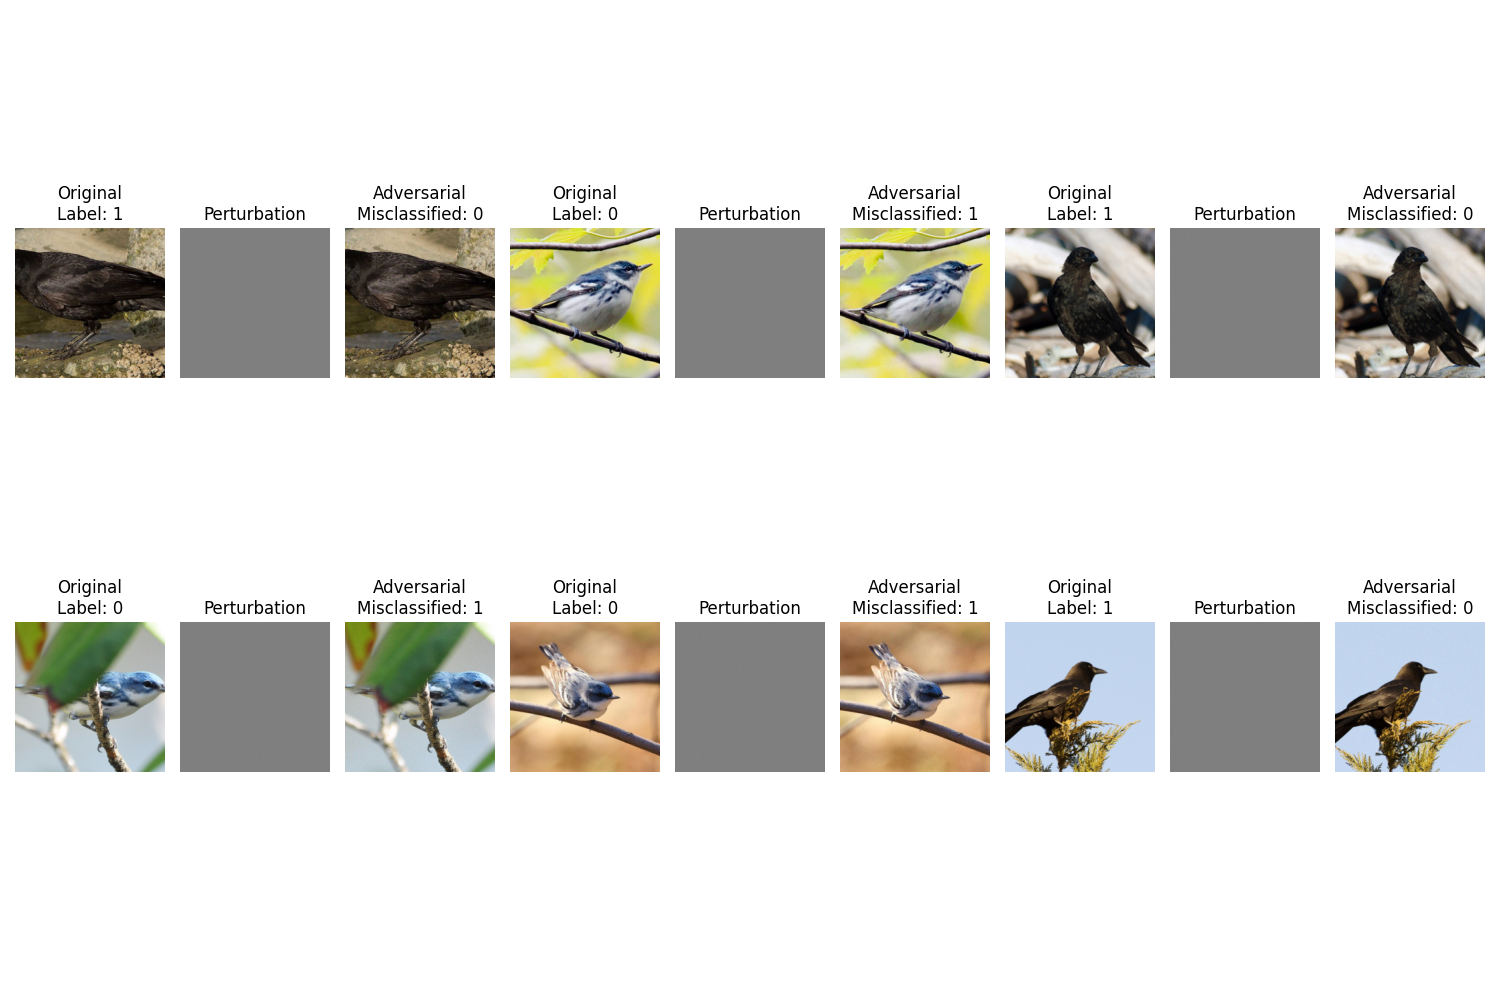 Original
Label: 1
Perturbation
Adversarial
Misclassified: 0
Original
Label: 0
Perturbation
Adversarial
Misclassified: 1
Original
Label: 1
Perturbation
Adversarial
Misclassified: 0
Original
Label: 0
Perturbation
Adversarial
Misclassified: 1
Original
Label: 0
Perturbation
Adversarial
Misclassified: 1
Original
Label: 1
Perturbation
Adversarial
Misclassified: 0